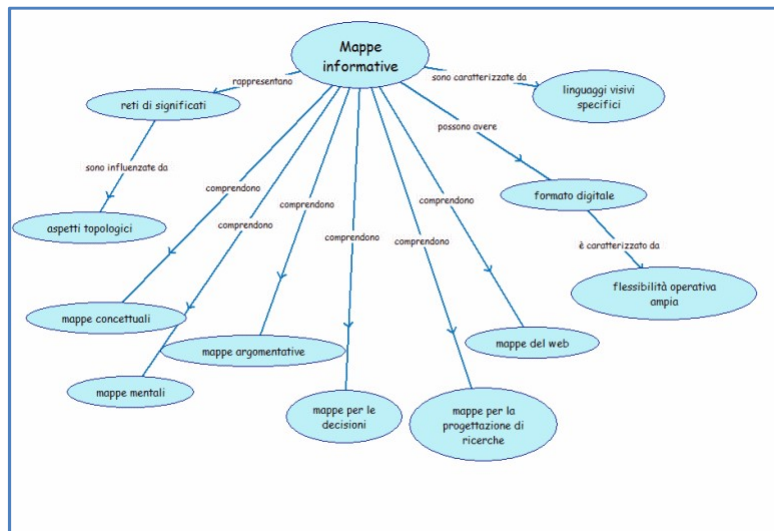 Mappe
informative
rappresentano
sono caratterizzate da
linguaggi visivi
specifici
reti di significati
possono avere
sono influenzate da
formato digitale
comprendono
comprendono
comprendono
comprendono
comprendono
comprendono
aspetti topologici
è caratterizzato da
flessibilità operativa
ampia
mappe concettuali
mappe argomentative
mappe del web
mappe mentali
mappe per le
decisioni
mappe per la
progettazione di
ricerche